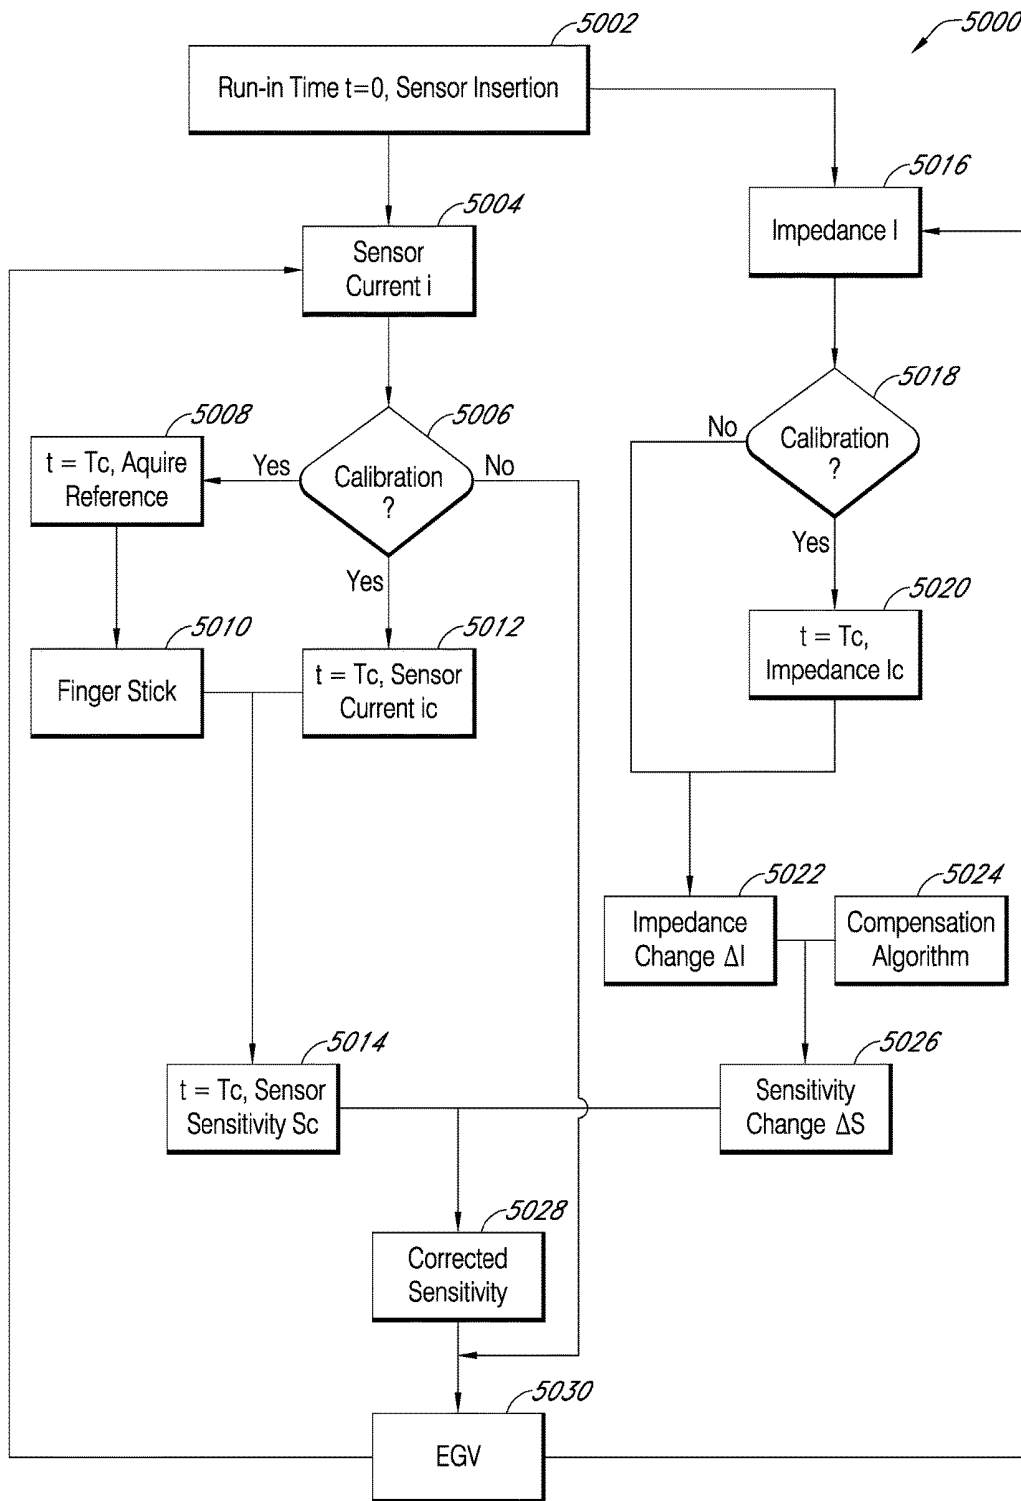 5002
5000
Run-in Time t=0, Sensor Insertion
5016
Impedance I
5004
Sensor
Current i
5018
No
Calibration
?
Yes
5008
t = Tc, Aquire
Reference
5006
Yes
Calibration
?
No
Yes
5020
t = Tc,
Impedance Ic
5010
Finger Stick
5012
t = Tc, Sensor
Current ic
5022
Impedance
Change ΔI
5024
Compensation
Algorithm
5014
t = Tc, Sensor
Sensitivity Sc
5026
Sensitivity
Change ΔS
5028
Corrected
Sensitivity
5030
EGV